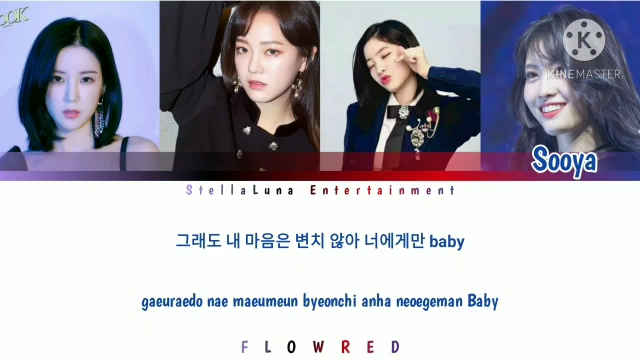 KINEMASTER
Sooya
StellaLuna Entertainment
그래도 내 마음은 변치 않아 너에게만 baby
gaeuraedo nae maeumeun byeonchi anha neoegeman Baby
FLOWRED